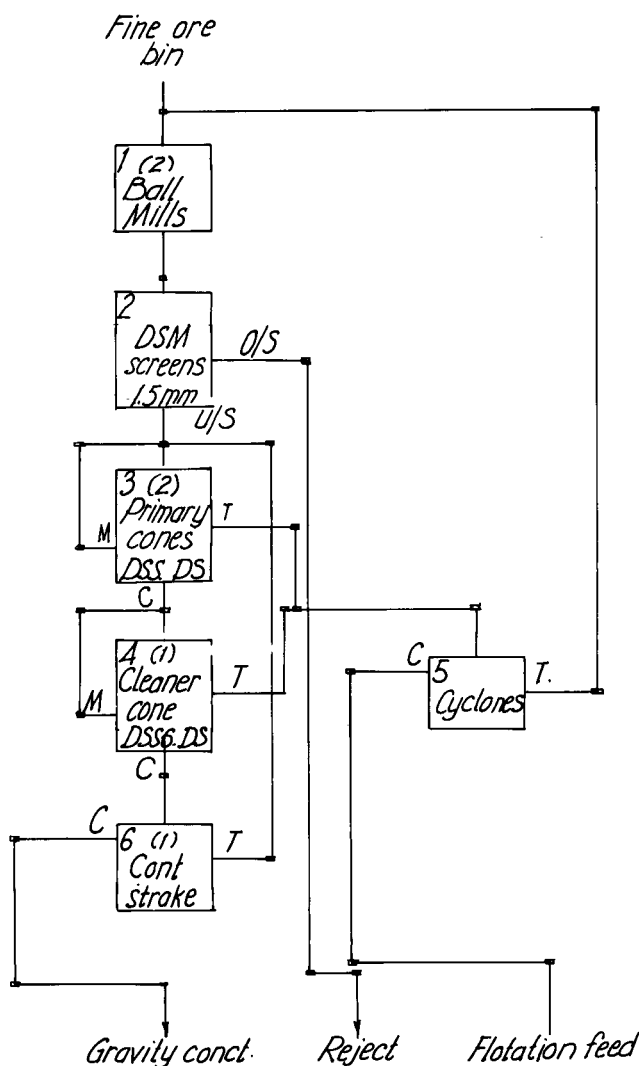 Fine ore
bin
1 (2)
Ball
Mills
2
DSM
screens
1.5mm
O/S
U/S
3 (2)
Primary
cones
DSS. DS
M
T
C
4 (1)
Cleaner
cone
DSS6.DS
M
T
C
C
5
Cyclones
T.
C
6 (1)
Cont
stroke
T
Gravity conct.
Reject
Flotation feed